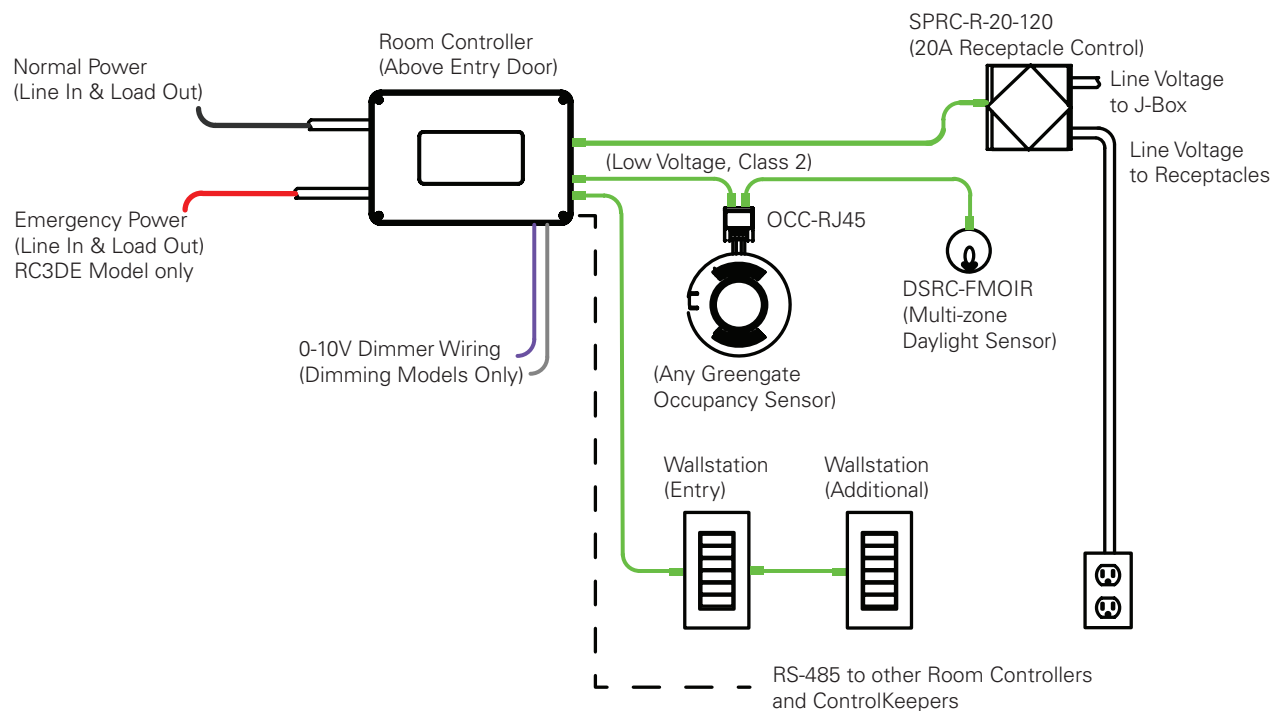 SPRC-R-20-120
(20A Receptacle Control)
Room Controller
(Above Entry Door)
Normal Power
(Line In & Load Out)
Line Voltage
to J-Box
(Low Voltage, Class 2)
Line Voltage
to Receptacles
Emergency Power
(Line In & Load Out)
RC3DE Model only
OCC-RJ45
DSRC-FMOIR
(Multi-zone
Daylight Sensor)
0-10V Dimmer Wiring
(Dimming Models Only)
(Any Greengate
Occupancy Sensor)
Wallstation
(Entry)
Wallstation
(Additional)
RS-485 to other Room Controllers
and ControlKeepers